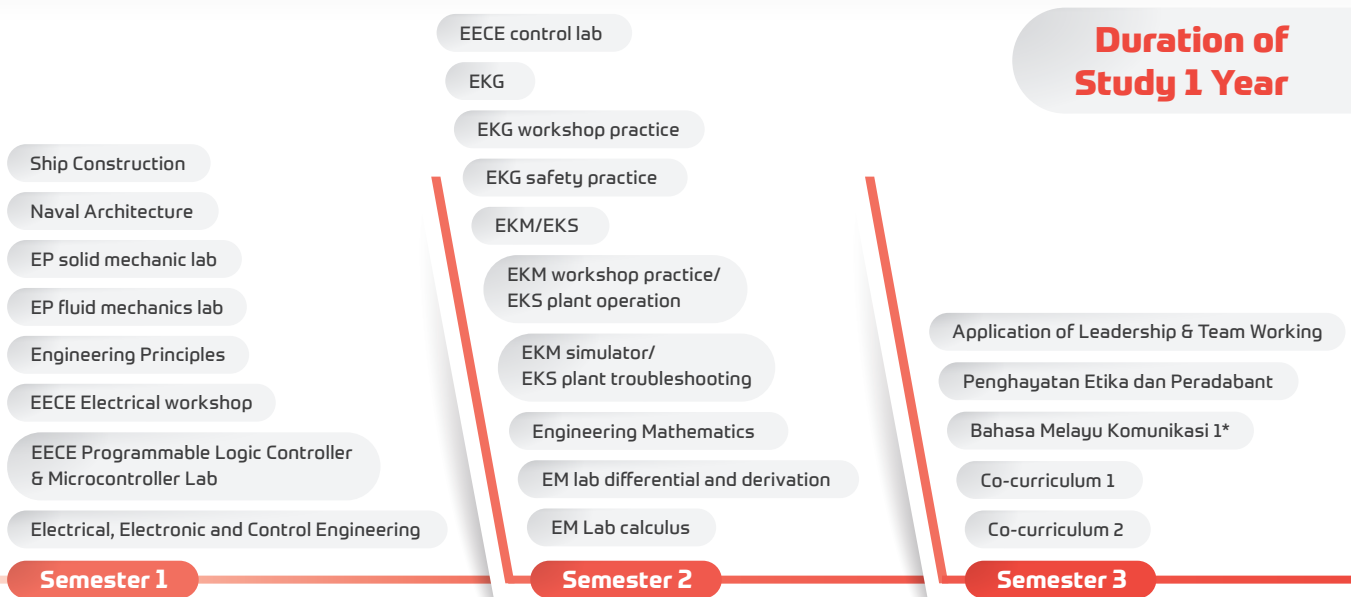 Duration of
Study 1 Year
Ship Construction
Naval Architecture
EP solid mechanic lab
EP fluid mechanics lab
Engineering Principles
EECE Electrical workshop
EECE Programmable Logic Controller
& Microcontroller Lab
Electrical, Electronic and Control Engineering
Semester 1
EECE control lab
EKG
EKG workshop practice
EKG safety practice
EKM/EKS
EKM workshop practice/
EKS plant operation
EKM simulator/
EKS plant troubleshooting
Engineering Mathematics
EM lab differential and derivation
EM Lab calculus
Semester 2
Application of Leadership & Team Working
Penghayatan Etika dan Peradabant
Bahasa Melayu Komunikasi 1*
Co-curriculum 1
Co-curriculum 2
Semester 3